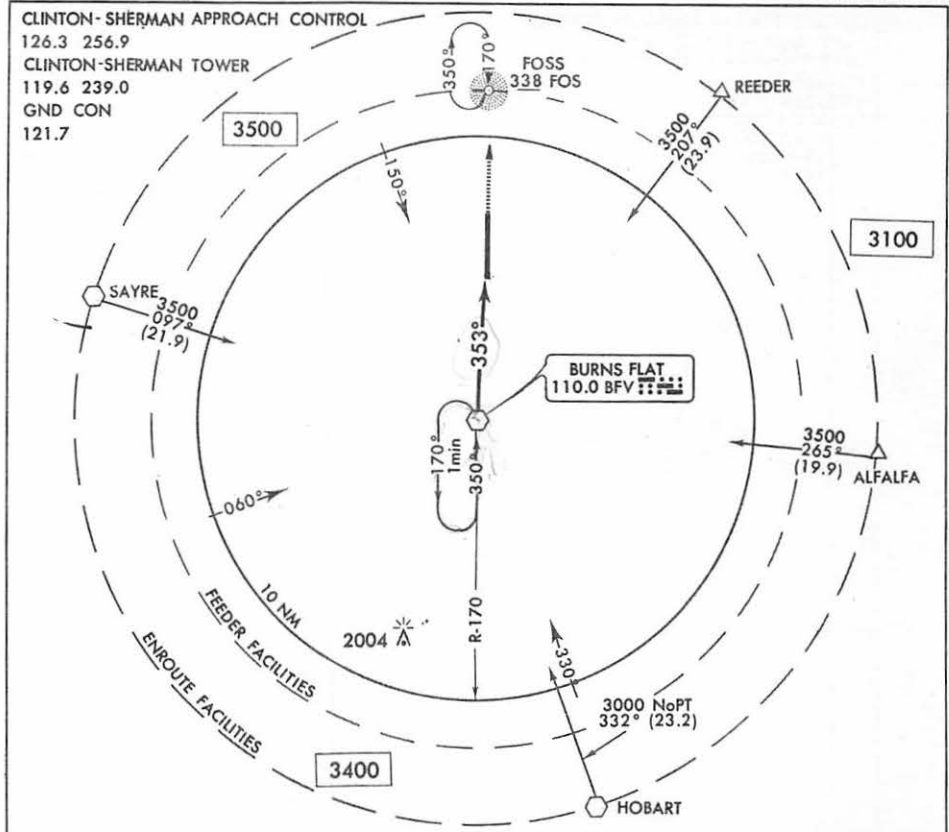 CLINTON-SHERMAN APPROACH CONTROL
126.3 256.9
CLINTON-SHERMAN TOWER
119.6 239.0
GND CON
121.7
350°
170°
FOSS
338 FOS
REEDER
3500
3500
207°
(23.9)
150°
3100
SAYRE
3500
097°
(21.9)
353°
BURNS FLAT
110.0 BFV
170°
1min
350°
3500
265°
(19.9)
ALFALFA
060°
10 NM
FEEDER FACILITIES
ENROUTE FACILITIES
2004
R-170
330°
3000 NoPT
332° (23.2)
3400
HOBART